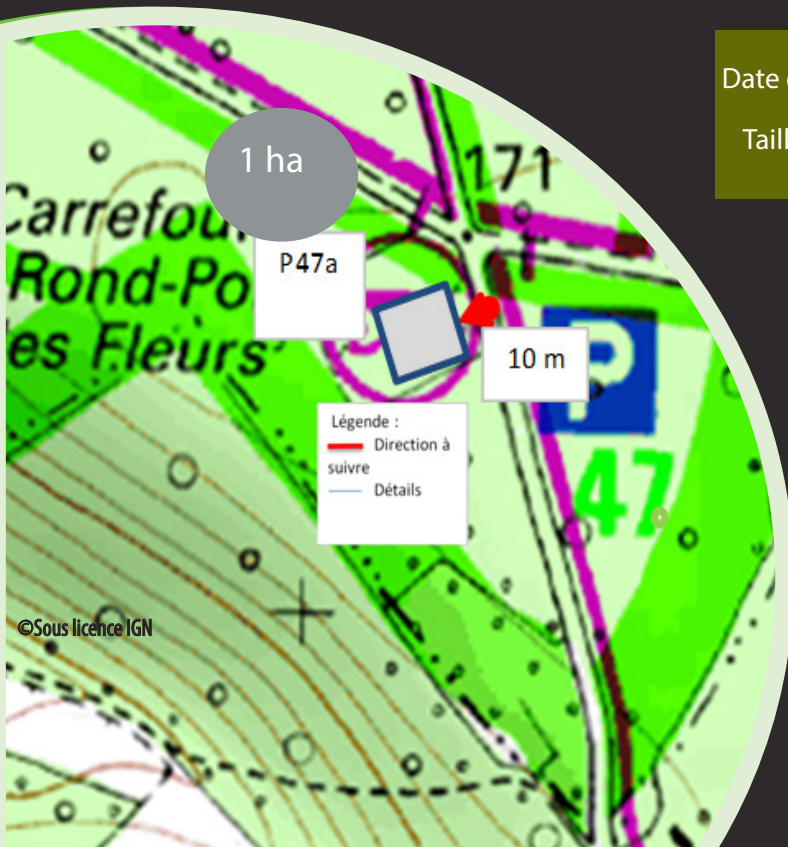 Date
Taill
1 ha
171
Carrefou
Rond-Po
es Fleurs
P47a
10 m
P
47
Légende :
Direction à
suivre
Détails
©Sous licence IGN